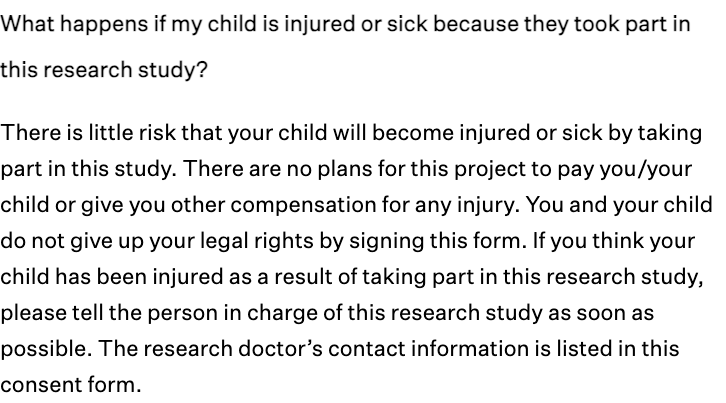 What happens if my child is injured or sick because they took part in
this research study?
There is little risk that your child will become injured or sick by taking
part in this study. There are no plans for this project to pay you/your
child or give you other compensation for any injury. You and your child
do not give up your legal rights by signing this form. If you think your
child has been injured as a result of taking part in this research study,
please tell the person in charge of this research study as soon as
possible. The research doctor’s contact information is listed in this
consent form.